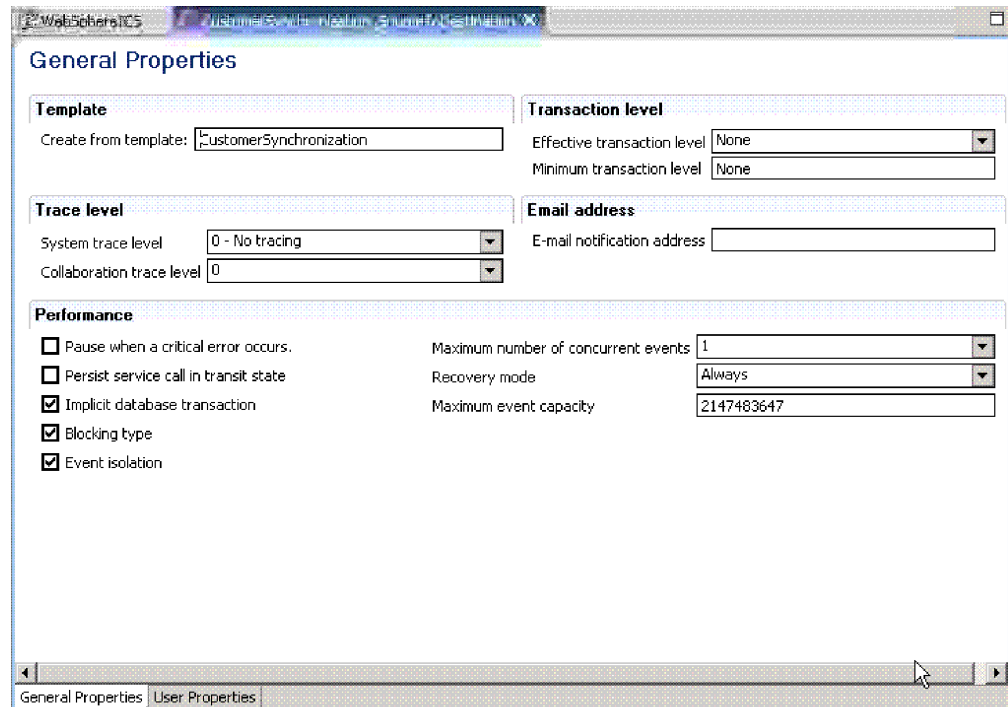 WebSphereICS
General Properties
Template
Create from template: CustomerSynchronization
Transaction level
Effective transaction level None
Minimum transaction level None
Trace level
System trace level 0 - No tracing
Collaboration trace level 0
Email address
E-mail notification address
Performance
Pause when a critical error occurs.
Persist service call in transit state
Implicit database transaction
Blocking type
Event isolation
Maximum number of concurrent events 1
Recovery mode Always
Maximum event capacity 2147483647
General Properties User Properties